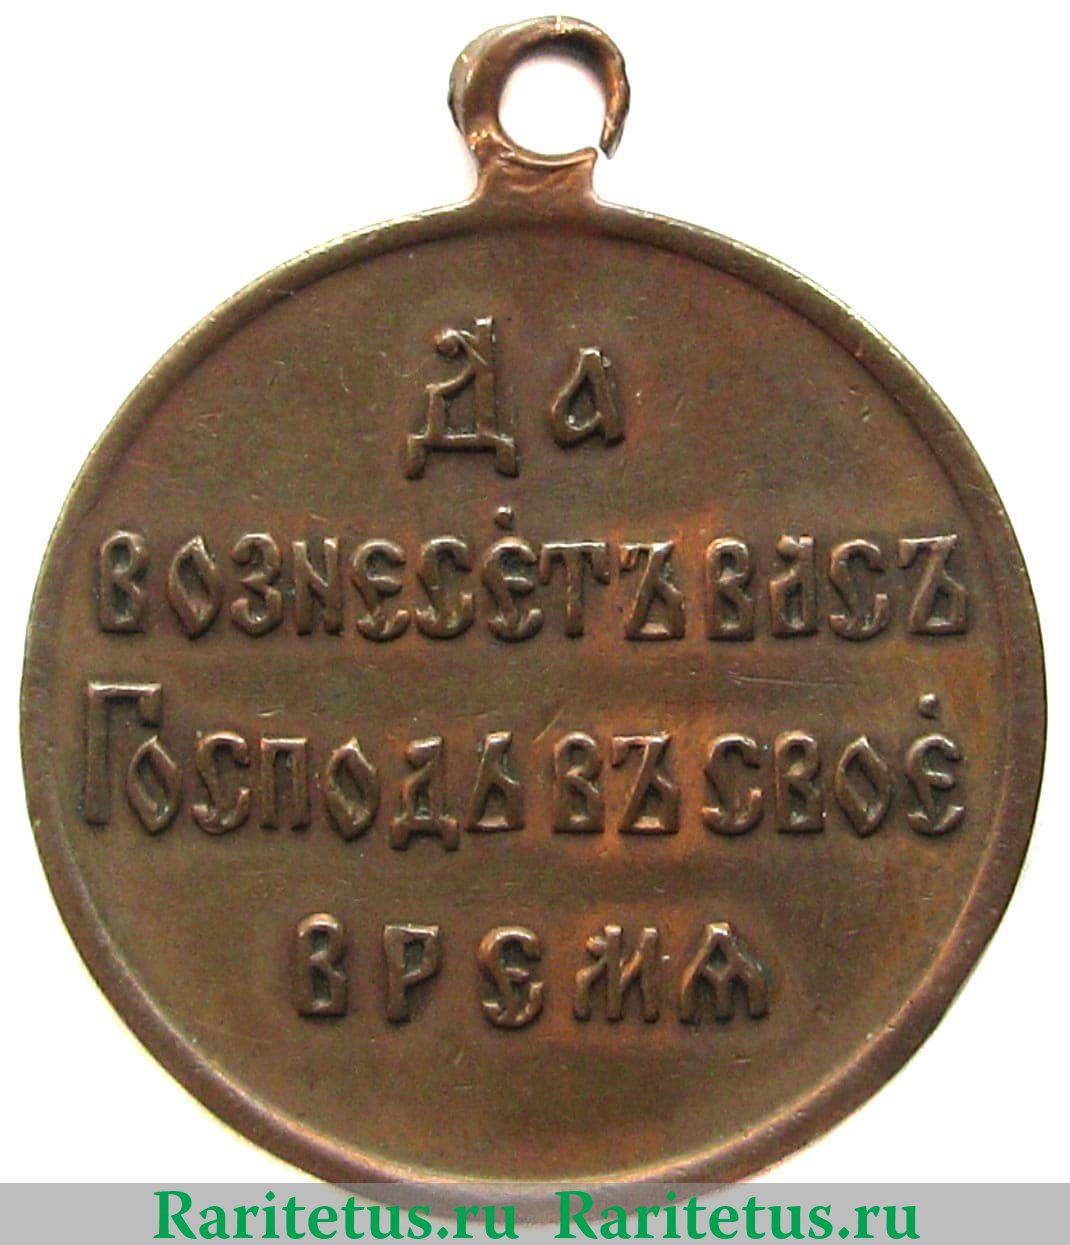 Да
вознесётъ васъ
Господь въ своё
время
Raritetus.ru Raritetus.ru